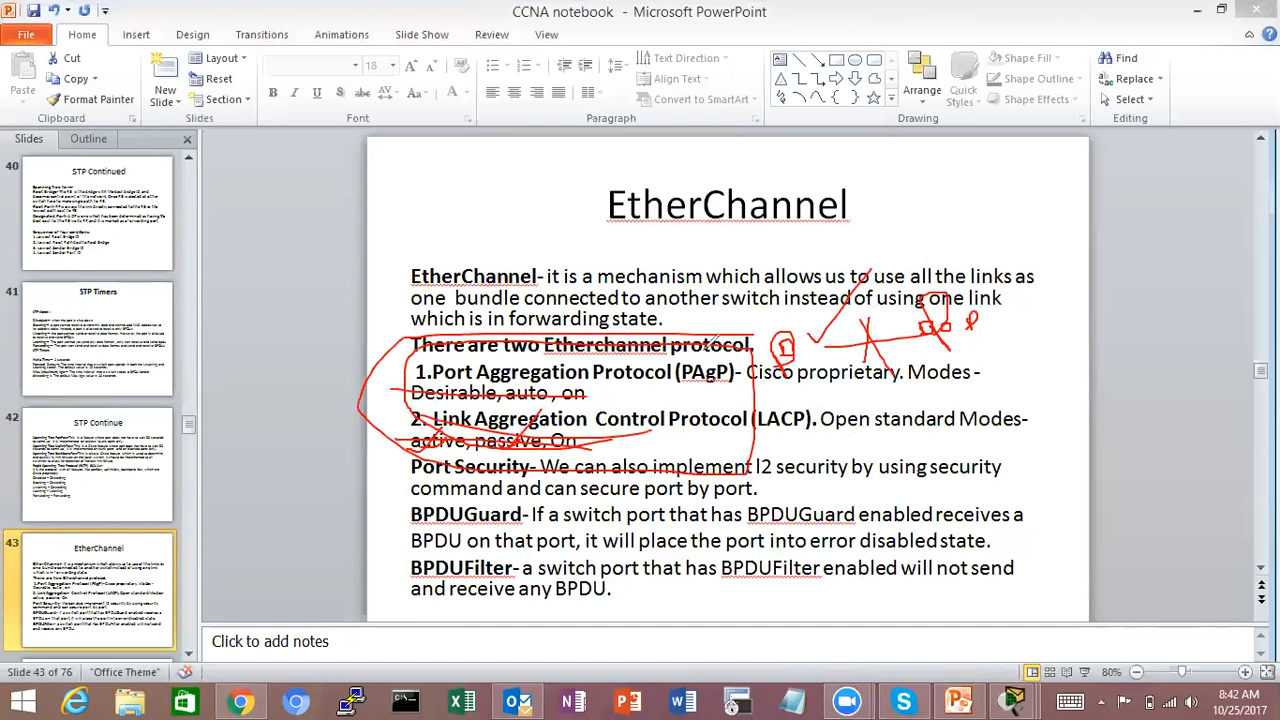 CCNA notebook - Microsoft PowerPoint
File Home Insert Design Transitions Animations Slide Show Review View
Cut
Copy
Format Painter
Paste
Clipboard
New
Slide
Layout
Reset
Section
Slides
18
Font
Text Direction
Align Text
Convert to SmartArt
Paragraph
Arrange
Quick
Styles
Shape Fill
Shape Outline
Shape Effects
Drawing
Find
Replace
Select
Editing
Slides Outline
40
STP Continued
41
STP Timers
42
STP Continue
43
EtherChannel
EtherChannel
EtherChannel- it is a mechanism which allows us to use all the links as
one bundle connected to another switch instead of using one link
which is in forwarding state.
There are two Etherchannel protocol.
1.Port Aggregation Protocol (PAgP)- Cisco proprietary. Modes -
Desirable, auto , on
2. Link Aggregation Control Protocol (LACP). Open standard Modes-
active, passive, On
Port Security- We can also implement l2 security by using security
command and can secure port by port.
BPDUGuard- If a switch port that has BPDUGuard enabled receives a
BPDU on that port, it will place the port into error disabled state.
BPDUFilter- a switch port that has BPDUFilter enabled will not send
and receive any BPDU.
Click to add notes
Slide 43 of 76 "Office Theme" 80%
8:42 AM
10/25/2017